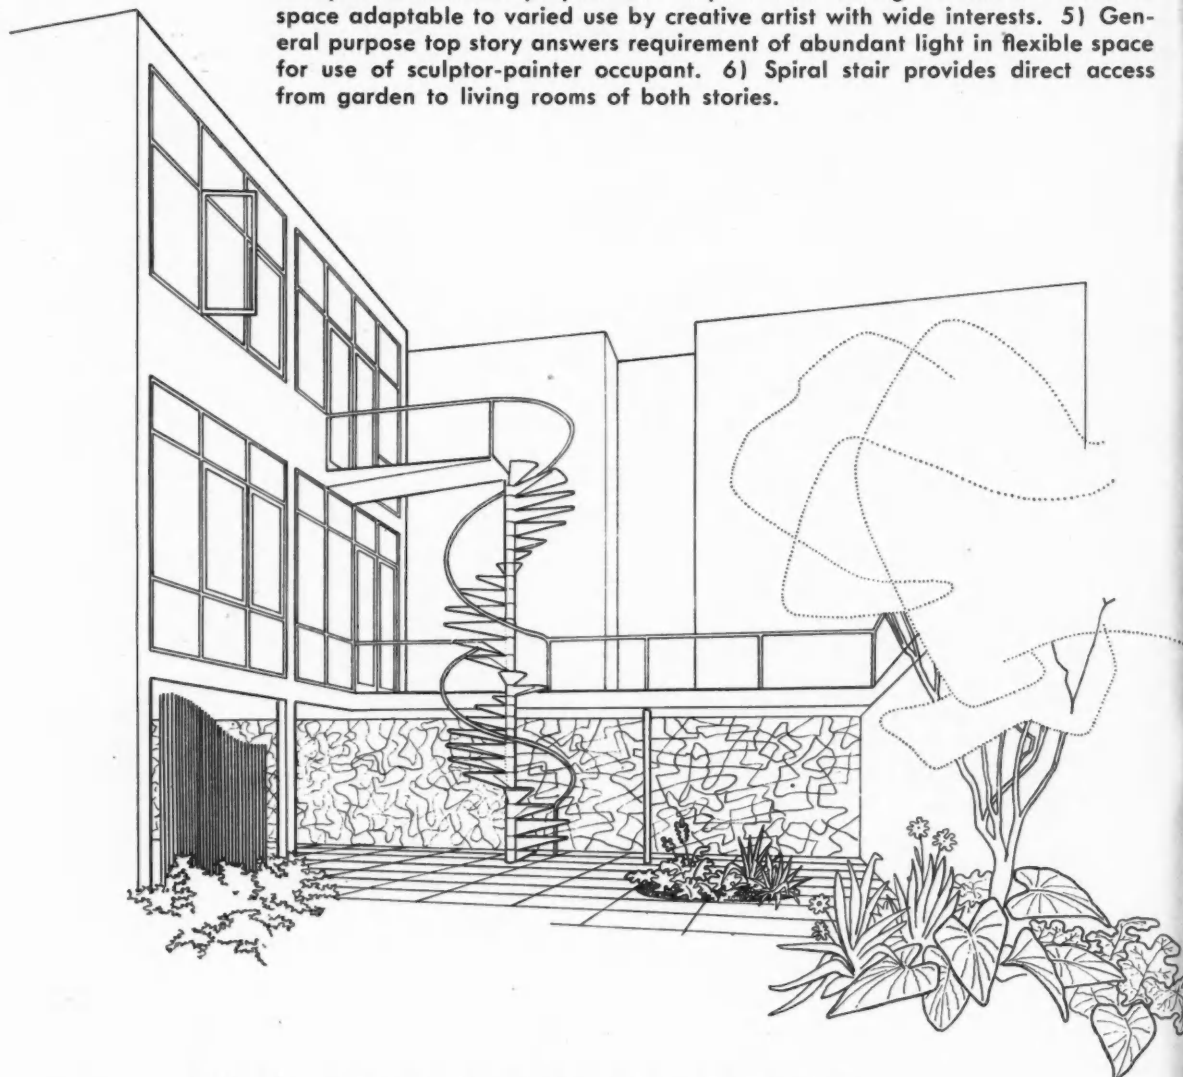 space adaptable to varied use by creative artist with wide interests. 5) Gen-
eral purpose top story answers requirement of abundant light in flexible space
for use of sculptor-painter occupant. 6) Spiral stair provides direct access
from garden to living rooms of both stories.